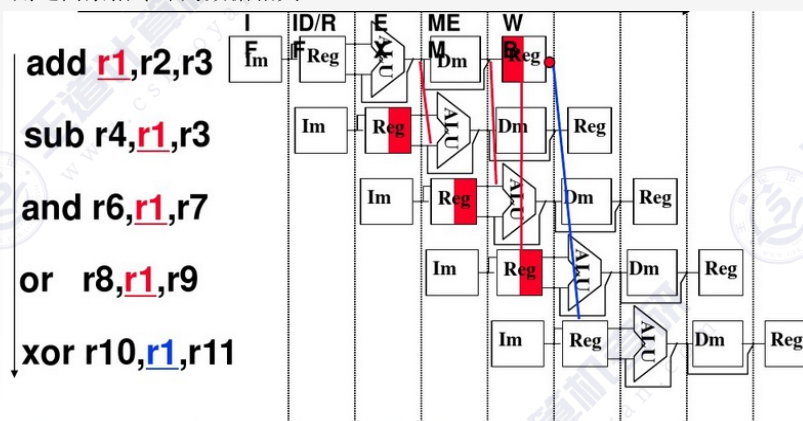 IF ID/RF EX MEM WB
add r1,r2,r3 Im Reg ALU Dm Reg
sub r4,r1,r3 Im Reg ALU Dm Reg
and r6,r1,r7 Im Reg ALU Dm Reg
or r8,r1,r9 Im Reg ALU Dm Reg
xor r10,r1,r11 Im Reg ALU Dm Reg